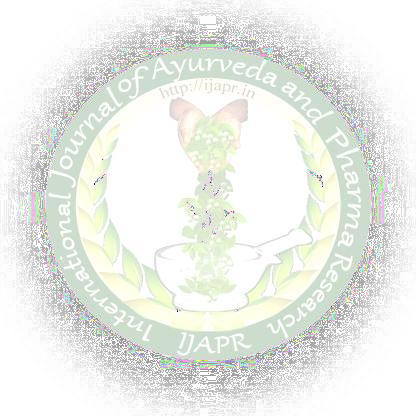 International Journal of Ayurveda and Pharma Research
http://ijapr.in
IJAPR